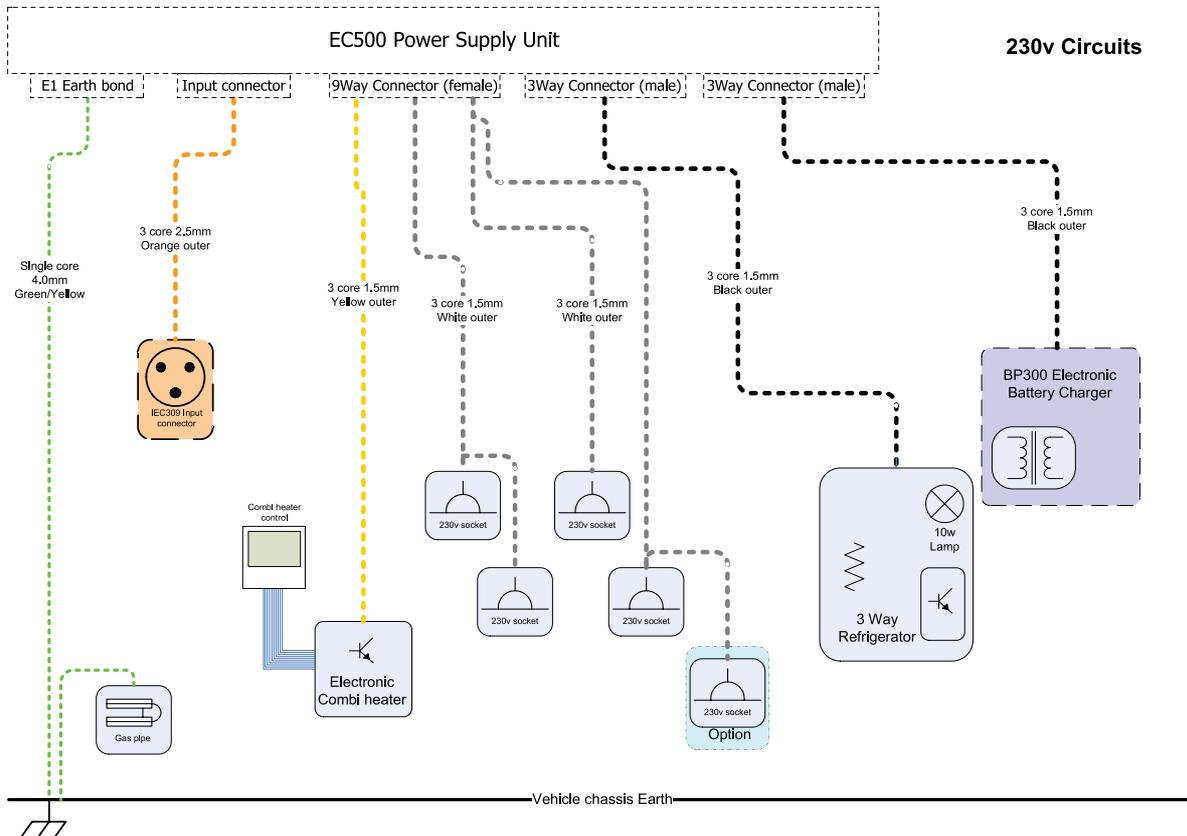 EC500 Power Supply Unit
230v Circuits
E1 Earth bond
Input connector
9Way Connector (female)
3Way Connector (male)
3Way Connector (male)
3 core 2.5mm
Orange outer
Single core
4.0mm
Green/Yellow
3 core 1.5mm
Yellow outer
3 core 1.5mm
White outer
3 core 1.5mm
White outer
3 core 1.5mm
Black outer
3 core 1.5mm
Black outer
IEC309 Input
connector
BP300 Electronic
Battery Charger
Combi heater
control
230v socket
230v socket
10w
Lamp
230v socket
230v socket
3 Way
Refrigerator
Electronic
Combi heater
230v socket
Option
Gas pipe
Vehicle chassis Earth